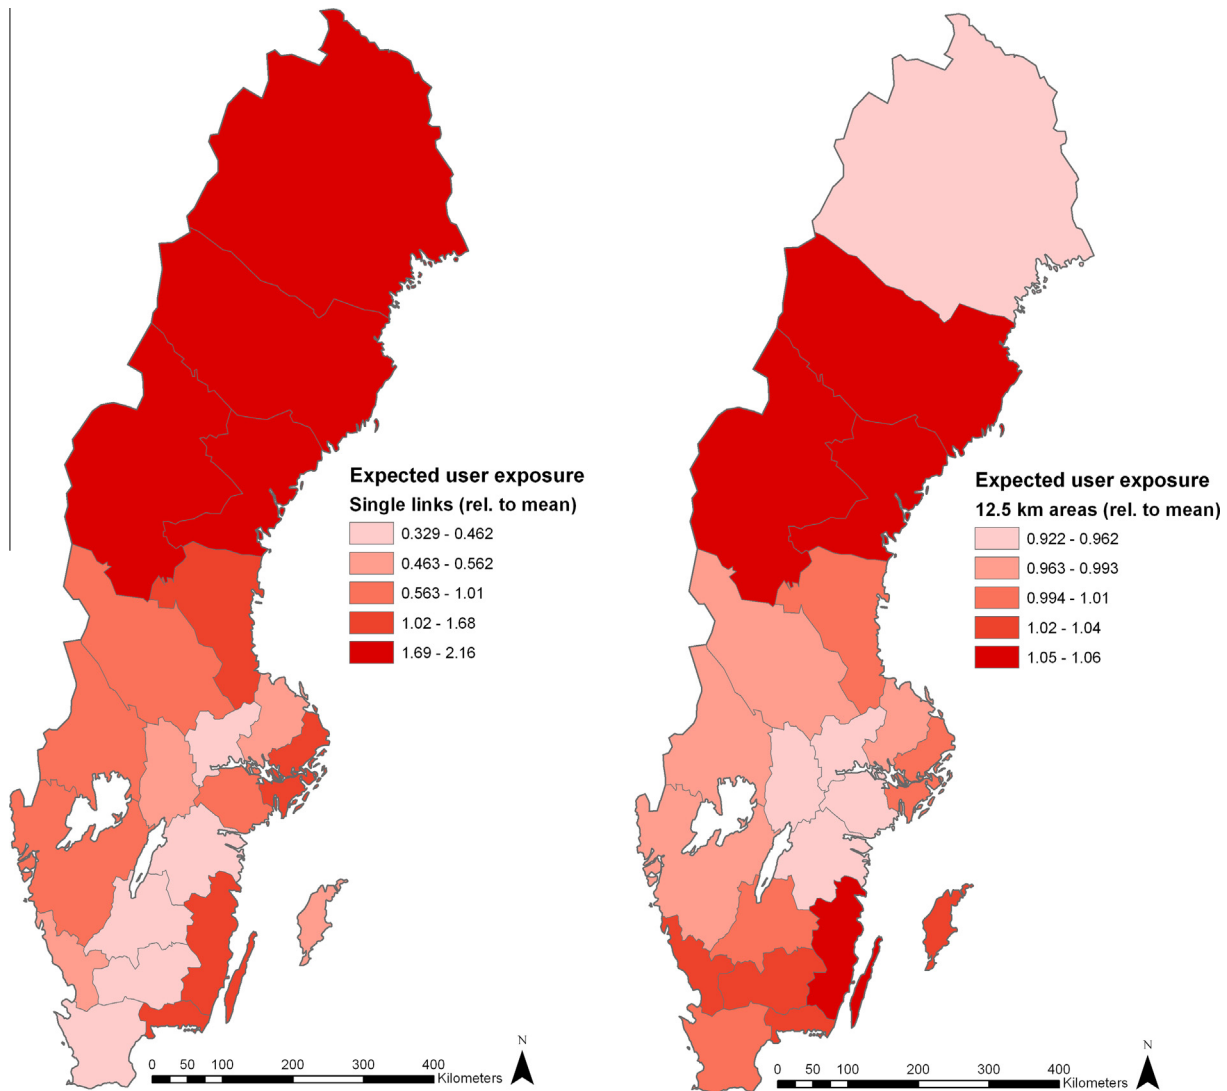 Expected user exposure
Single links (rel. to mean)
0.329 - 0.462
0.463 - 0.562
0.563 - 1.01
1.02 - 1.68
1.69 - 2.16
N
0 50 100 200 300 400
Kilometers
Expected user exposure
12.5 km areas (rel. to mean)
0.922 - 0.962
0.963 - 0.993
0.994 - 1.01
1.02 - 1.04
1.05 - 1.06
N
0 50 100 200 300 400
Kilometers